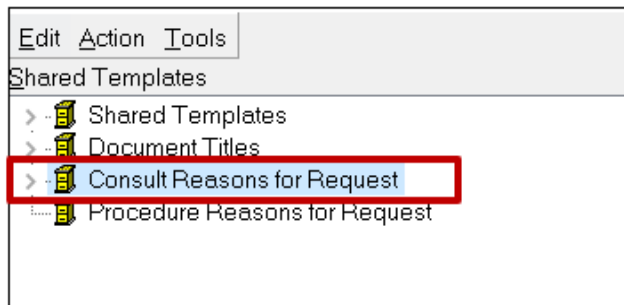 Edit Action Tools
Shared Templates
Shared Templates
Document Titles
Consult Reasons for Request
Procedure Reasons for Request